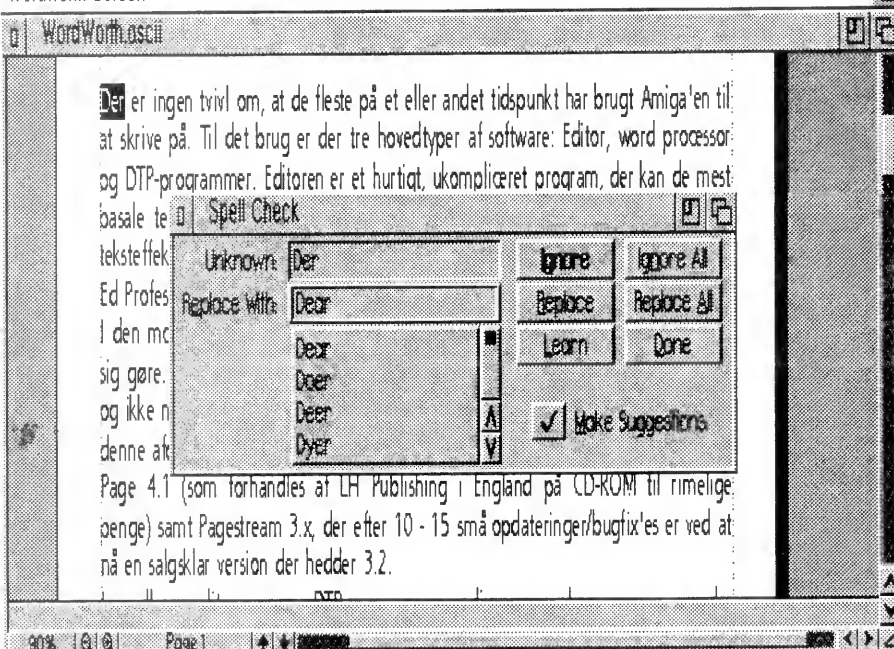 WordWorth.ascii
Der er ingen tvivl om, at de fleste på et eller andet tidspunkt har brugt Amiga'en til
at skrive på. Til det brug er der tre hovedtyper af software: Editor, word processor
og DTP-programmer. Editoren er et hurtigt, ukompliceret program, der kan de mest
basale te
teksteffek
Ed Profes
I den mo
sig gøre.
og ikke n
denne aft
Spell Check
Unknown: Der
Replace With: Dear
Dear
Doer
Deer
Dyer
Ignore Ignore All
Replace Replace All
Learn Done
Make Suggestions
Page 4.1 (som forhandles af LH Publishing i England på CD-ROM til rimelige
penge) samt Pagestream 3.x, der efter 10 - 15 små opdateringer/bugfix'es er ved at
nå en salgsklar version der hedder 3.2.
90% Page 1